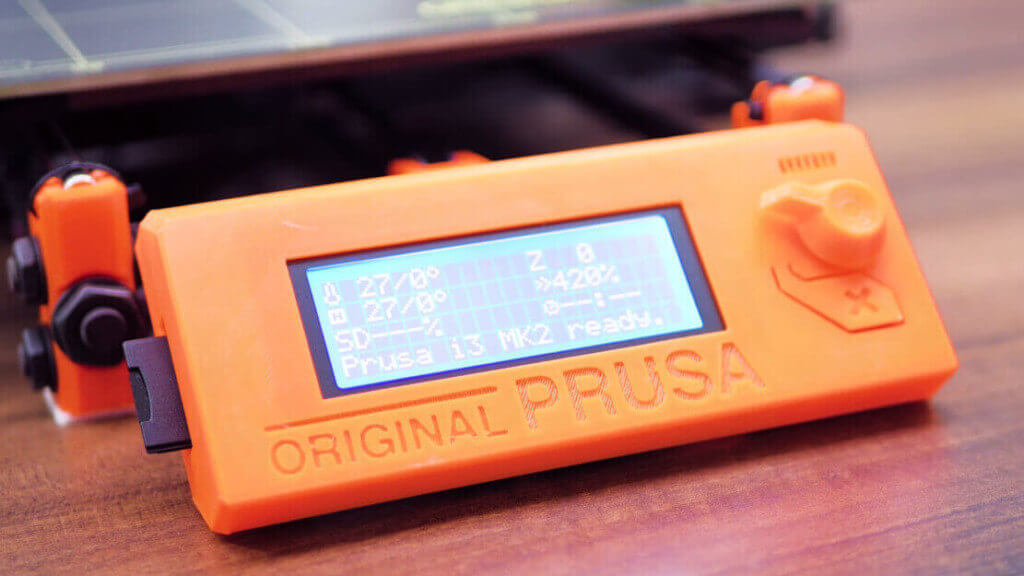 27/0° Z 0
27/0° »420%
SD---% --:--
Prusa i3 MK2 ready.
ORIGINAL PRUSA